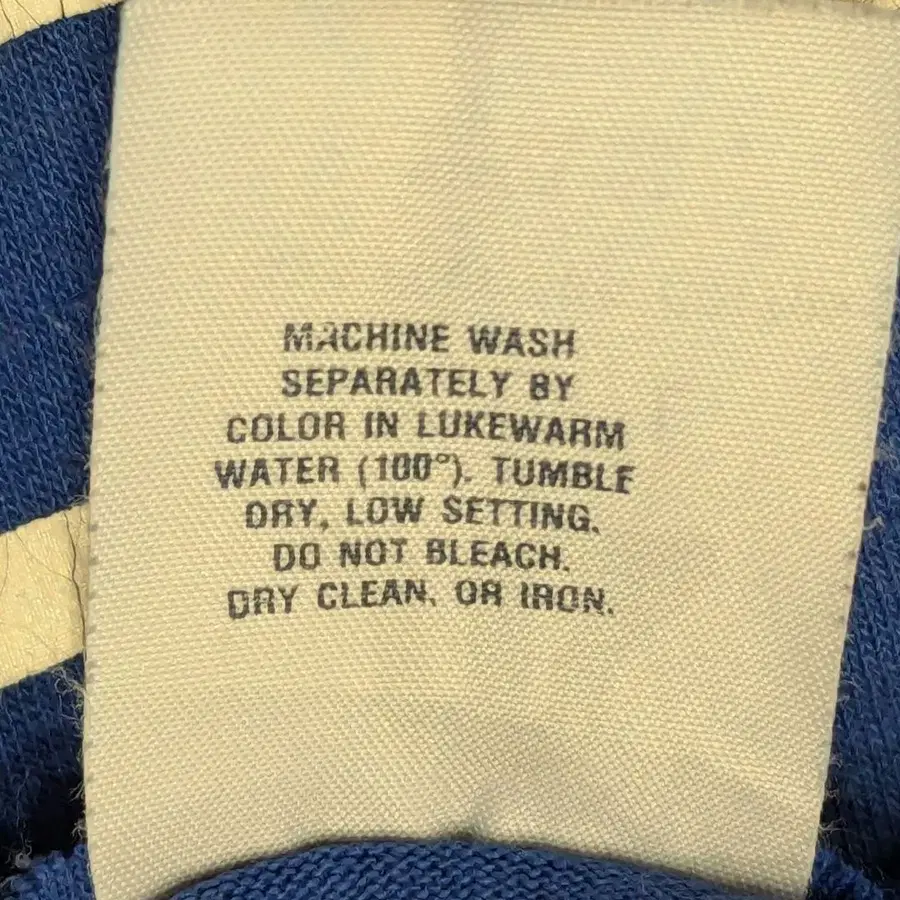 MACHINE WASH
SEPARATELY BY
COLOR IN LUKEWARM
WATER (100°). TUMBLE
DRY, LOW SETTING.
DO NOT BLEACH.
DRY CLEAN, OR IRON.